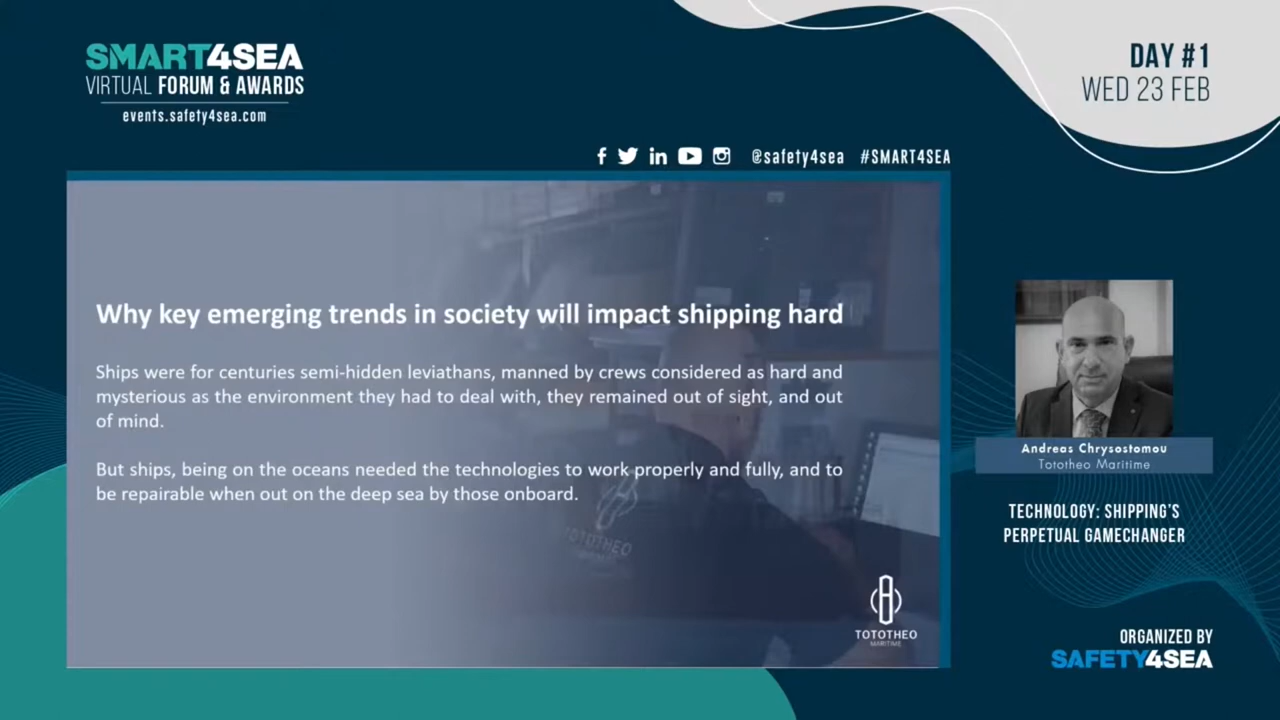 SMART4SEA
VIRTUAL FORUM & AWARDS
events.safety4sea.com
DAY #1
WED 23 FEB
@safety4sea #SMART4SEA
Why key emerging trends in society will impact shipping hard
Ships were for centuries semi-hidden leviathans, manned by crews considered as hard and
mysterious as the environment they had to deal with, they remained out of sight, and out
of mind.
But ships, being on the oceans needed the technologies to work properly and fully, and to
be repairable when out on the deep sea by those onboard.
TOTOTHEO
TOTOTHEO
MARITIME
Andreas Chrysostomou
Tototheo Maritime
TECHNOLOGY: SHIPPING'S
PERPETUAL GAMECHANGER
ORGANIZED BY
SAFETY4SEA